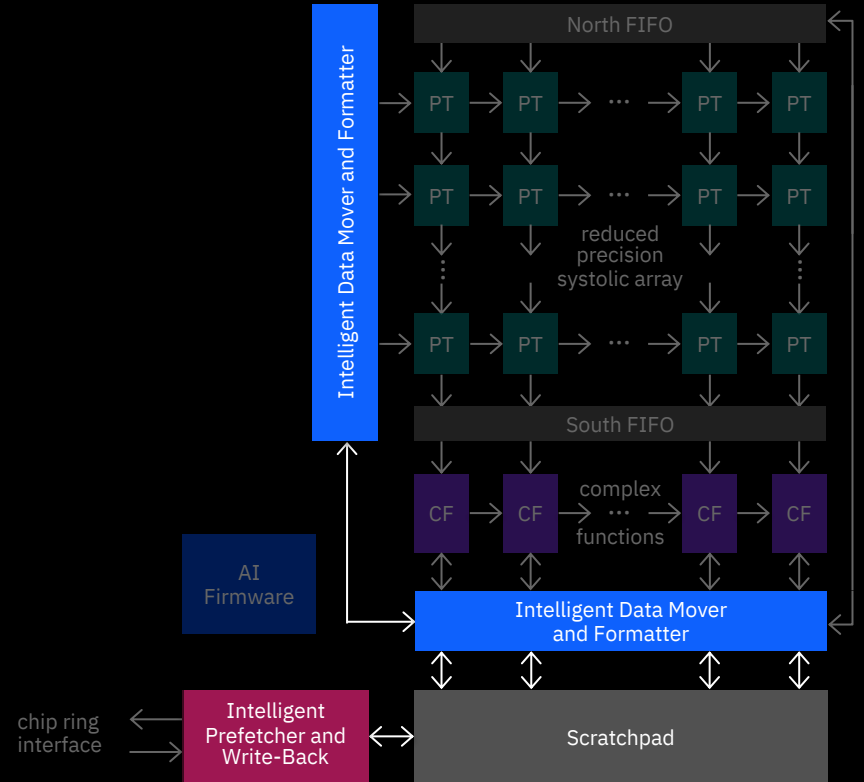 North FIFO
Intelligent Data Mover and Formatter
PT PT ... PT PT
PT PT ... PT PT
reduced
precision
systolic array
PT PT ... PT PT
South FIFO
complex
CF CF ... CF CF
functions
AI
Firmware
Intelligent Data Mover
and Formatter
chip ring
interface
Intelligent
Prefetcher and
Write-Back
Scratchpad